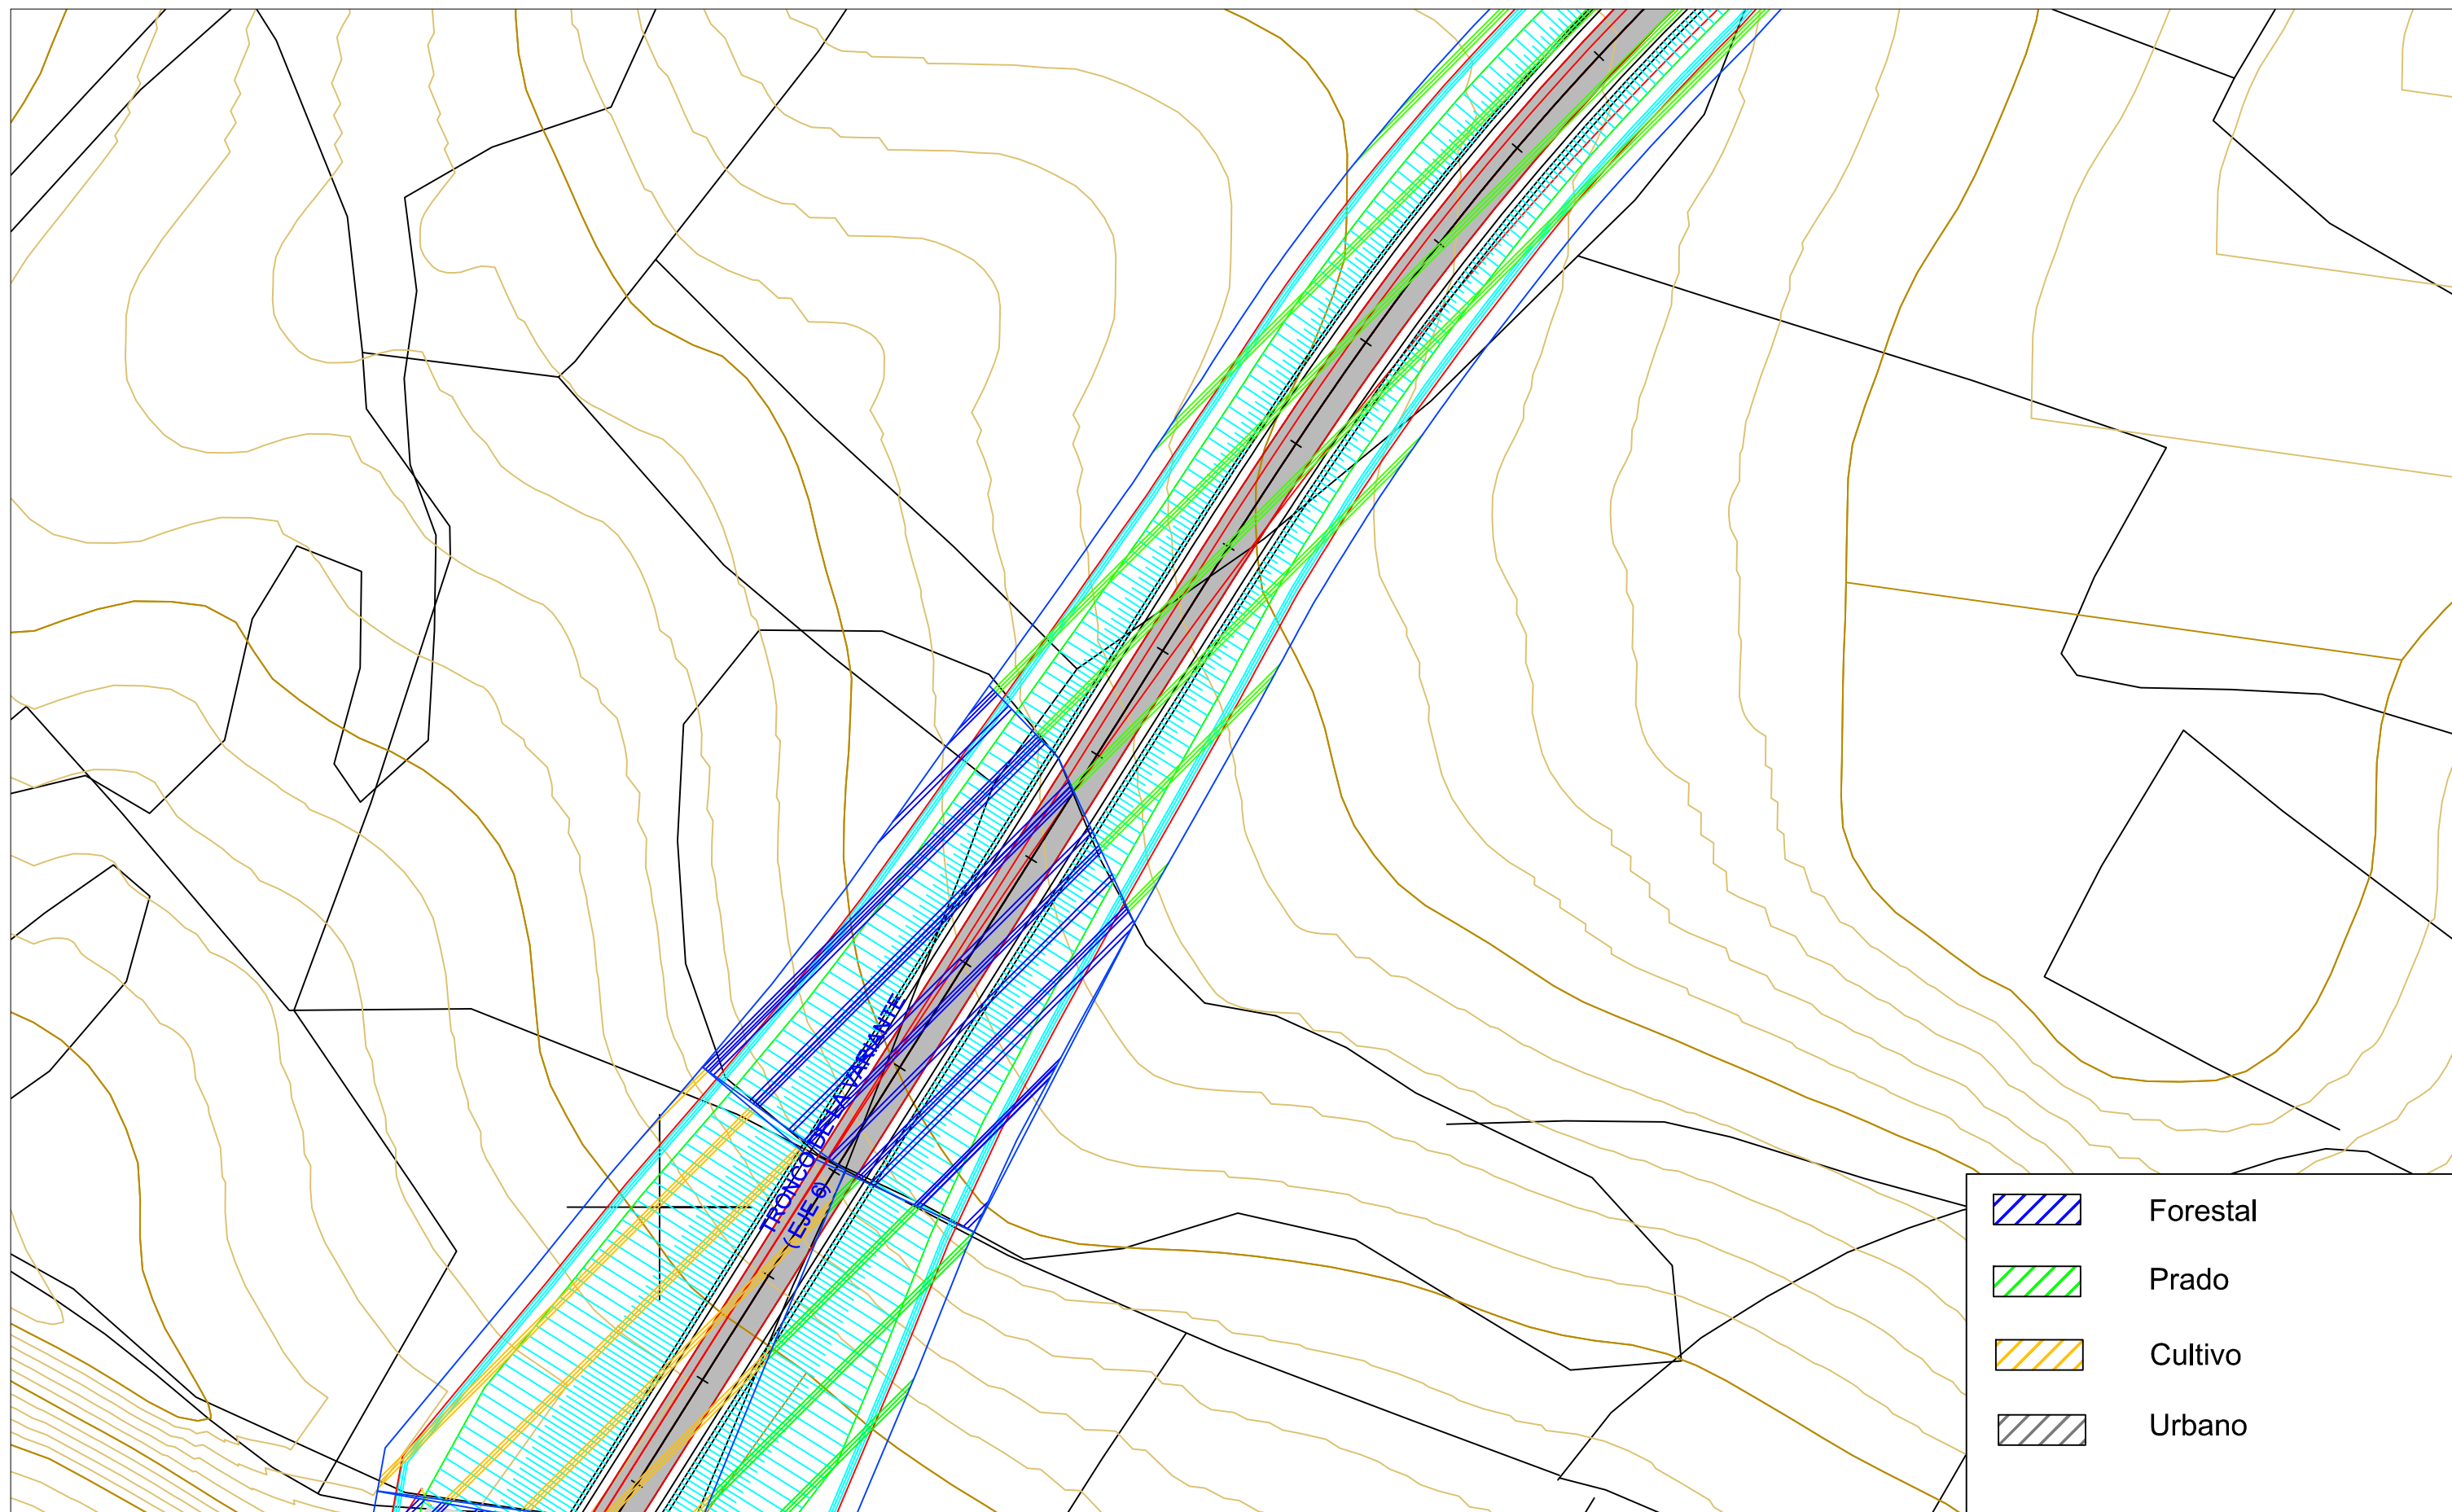 TRONCO DE LA VARIANTE
( EJE 6)
Forestal
Prado
Cultivo
Urbano